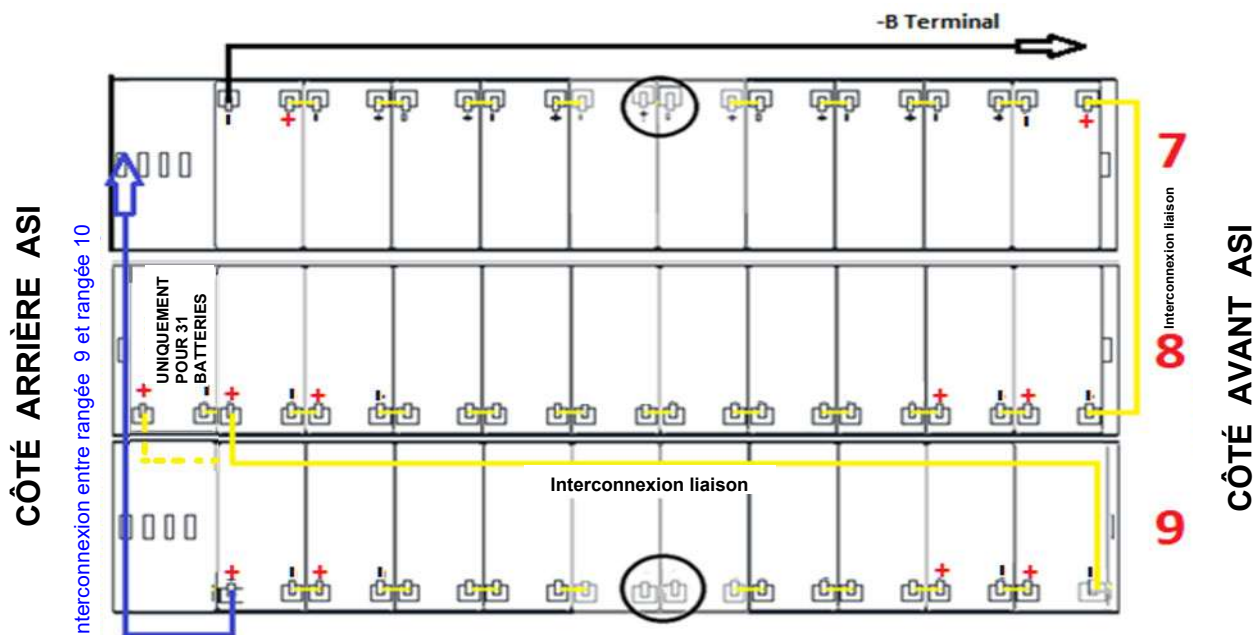 -B Terminal
7
8
9
Interconnexion liaison
CÔTÉ ARRIÈRE ASI
nterconnexion entre rangée 9 et rangée 10
UNIQUEMENT
POUR 31
BATTERIES
Interconnexion liaison
CÔTÉ AVANT ASI